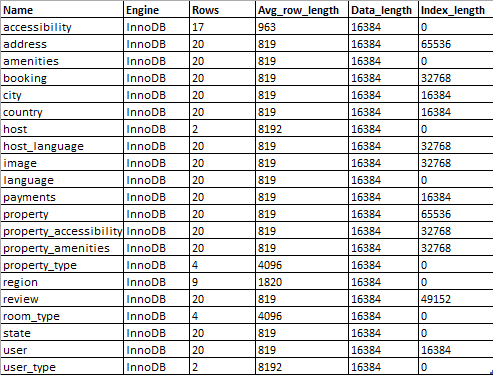 Name Engine Rows Avg_row_length Data_length Index_length
accessibility InnoDB 17 963 16384 0
address InnoDB 20 819 16384 65536
amenities InnoDB 20 819 16384 0
booking InnoDB 20 819 16384 32768
city InnoDB 20 819 16384 16384
country InnoDB 20 819 16384 16384
host InnoDB 2 8192 16384 0
host_language InnoDB 20 819 16384 32768
image InnoDB 20 819 16384 32768
language InnoDB 20 819 16384 0
payments InnoDB 20 819 16384 16384
property InnoDB 20 819 16384 65536
property_accessibility InnoDB 20 819 16384 32768
property_amenities InnoDB 20 819 16384 32768
property_type InnoDB 4 4096 16384 0
region InnoDB 9 1820 16384 0
review InnoDB 20 819 16384 49152
room_type InnoDB 4 4096 16384 0
state InnoDB 20 819 16384 0
user InnoDB 20 819 16384 16384
user_type InnoDB 2 8192 16384 0